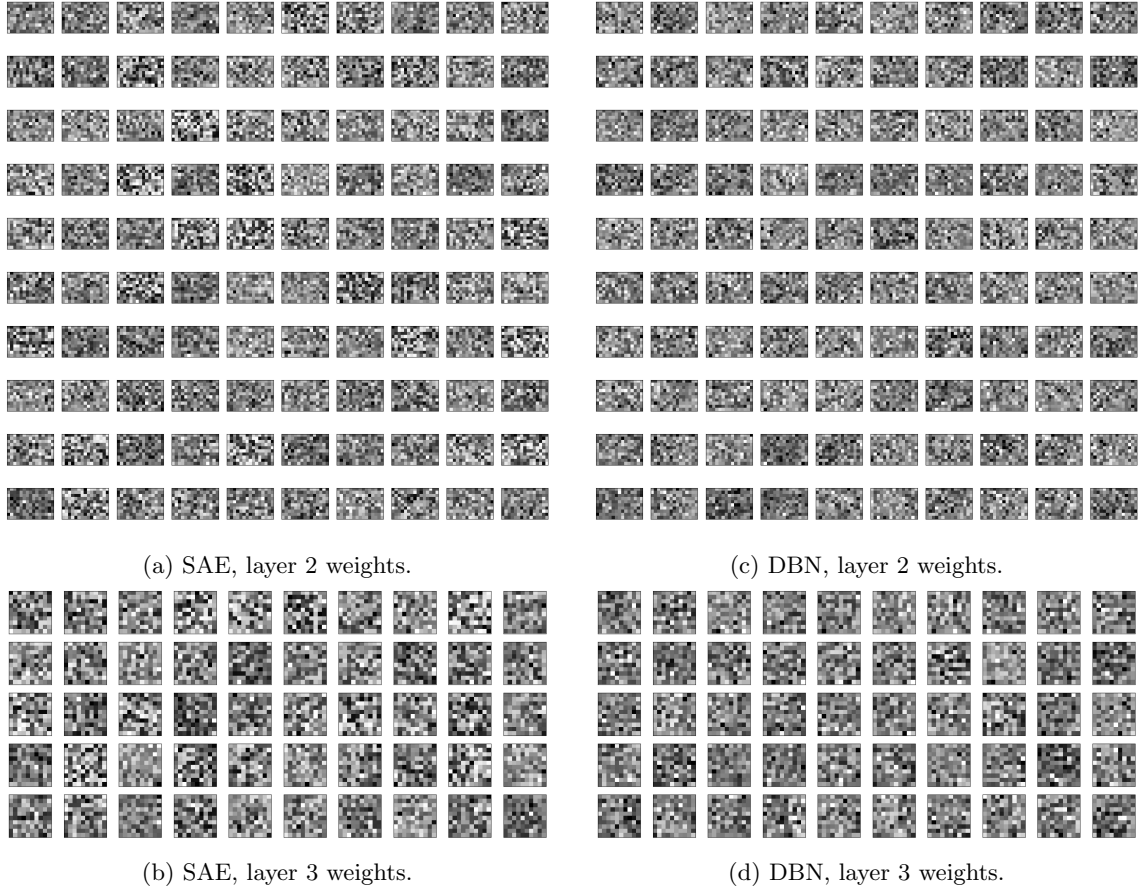 (a) SAE, layer 2 weights.
(c) DBN, layer 2 weights.
(b) SAE, layer 3 weights.
(d) DBN, layer 3 weights.